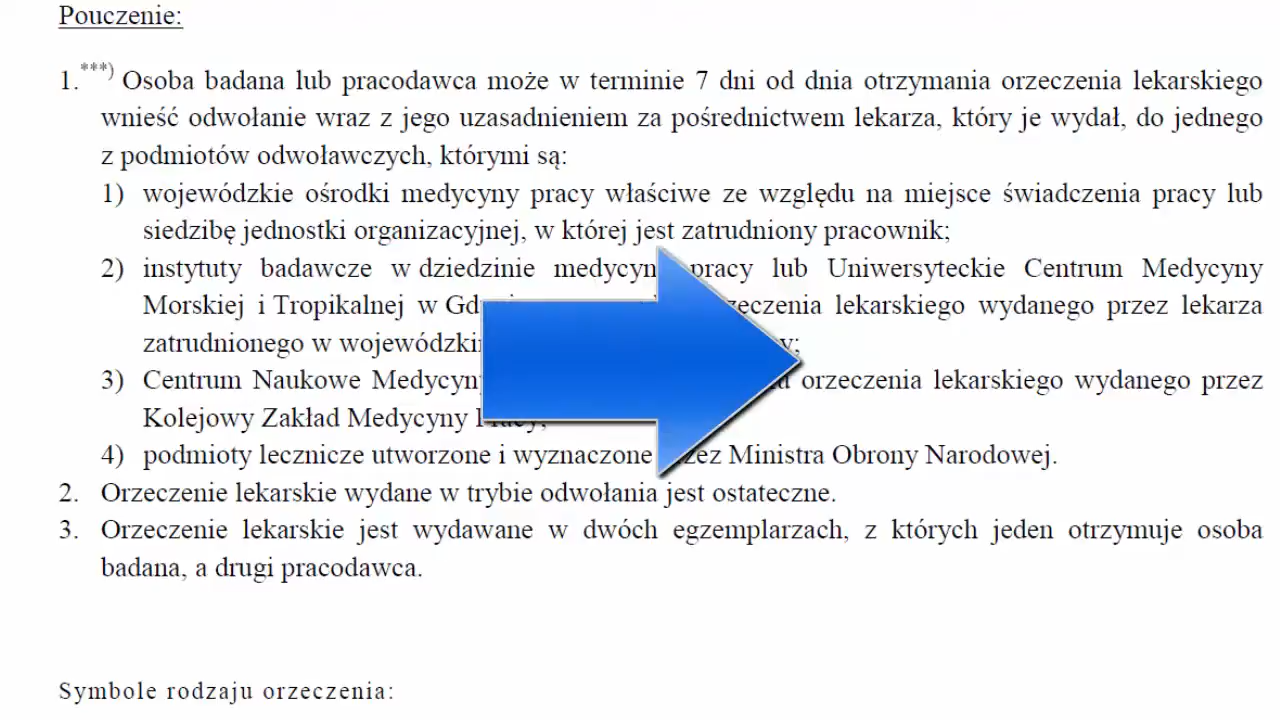 Pouczenie:
1.***) Osoba badana lub pracodawca może w terminie 7 dni od dnia otrzymania orzeczenia lekarskiego
wnieść odwołanie wraz z jego uzasadnieniem za pośrednictwem lekarza, który je wydał, do jednego
z podmiotów odwoławczych, którymi są:
1) wojewódzkie ośrodki medycyny pracy właściwe ze względu na miejsce świadczenia pracy lub
siedzibę jednostki organizacyjnej, w której jest zatrudniony pracownik;
2) instytuty badawcze w dziedzinie medycyny pracy lub Uniwersyteckie Centrum Medycyny
Morskiej i Tropikalnej w orzeczenia lekarskiego wydanego przez lekarza
zatrudnionego w
3) Centrum Naukowe Medycyny orzeczenia lekarskiego wydanego przez
Kolejowy Zakład Medycyny Pracy;
4) podmioty lecznicze utworzone i wyznaczone przez Ministra Obrony Narodowej.
2. Orzeczenie lekarskie wydane w trybie odwołania jest ostateczne.
3. Orzeczenie lekarskie jest wydawane w dwóch egzemplarzach, z których jeden otrzymuje osoba
badana, a drugi pracodawca.
Symbole rodzaju orzeczenia: